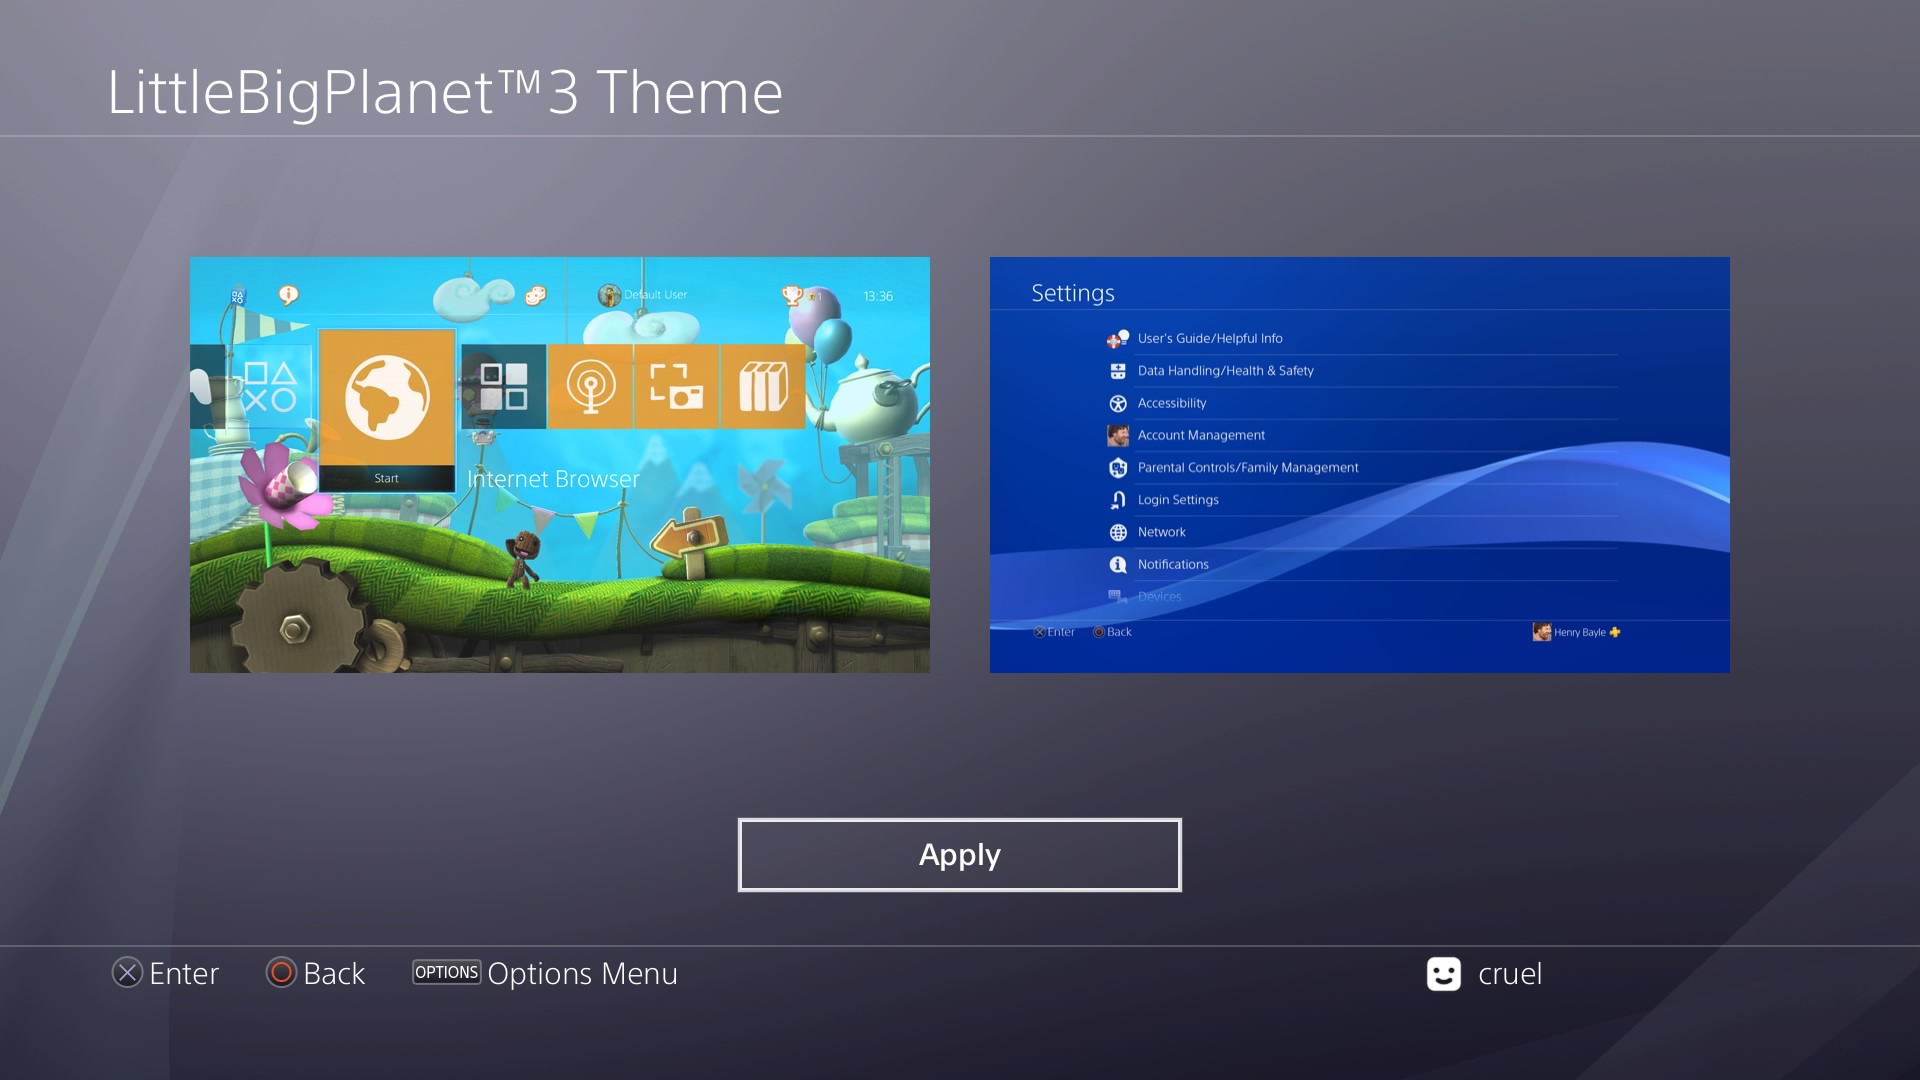 LittleBigPlanet™3 Theme
Default User
1
13:36
Start
Internet Browser
Settings
User's Guide/Helpful Info
Data Handling/Health & Safety
Accessibility
Account Management
Parental Controls/Family Management
Login Settings
Network
Notifications
Devices
Enter
Back
Henry Bayle
Apply
Enter
Back
OPTIONS Options Menu
cruel